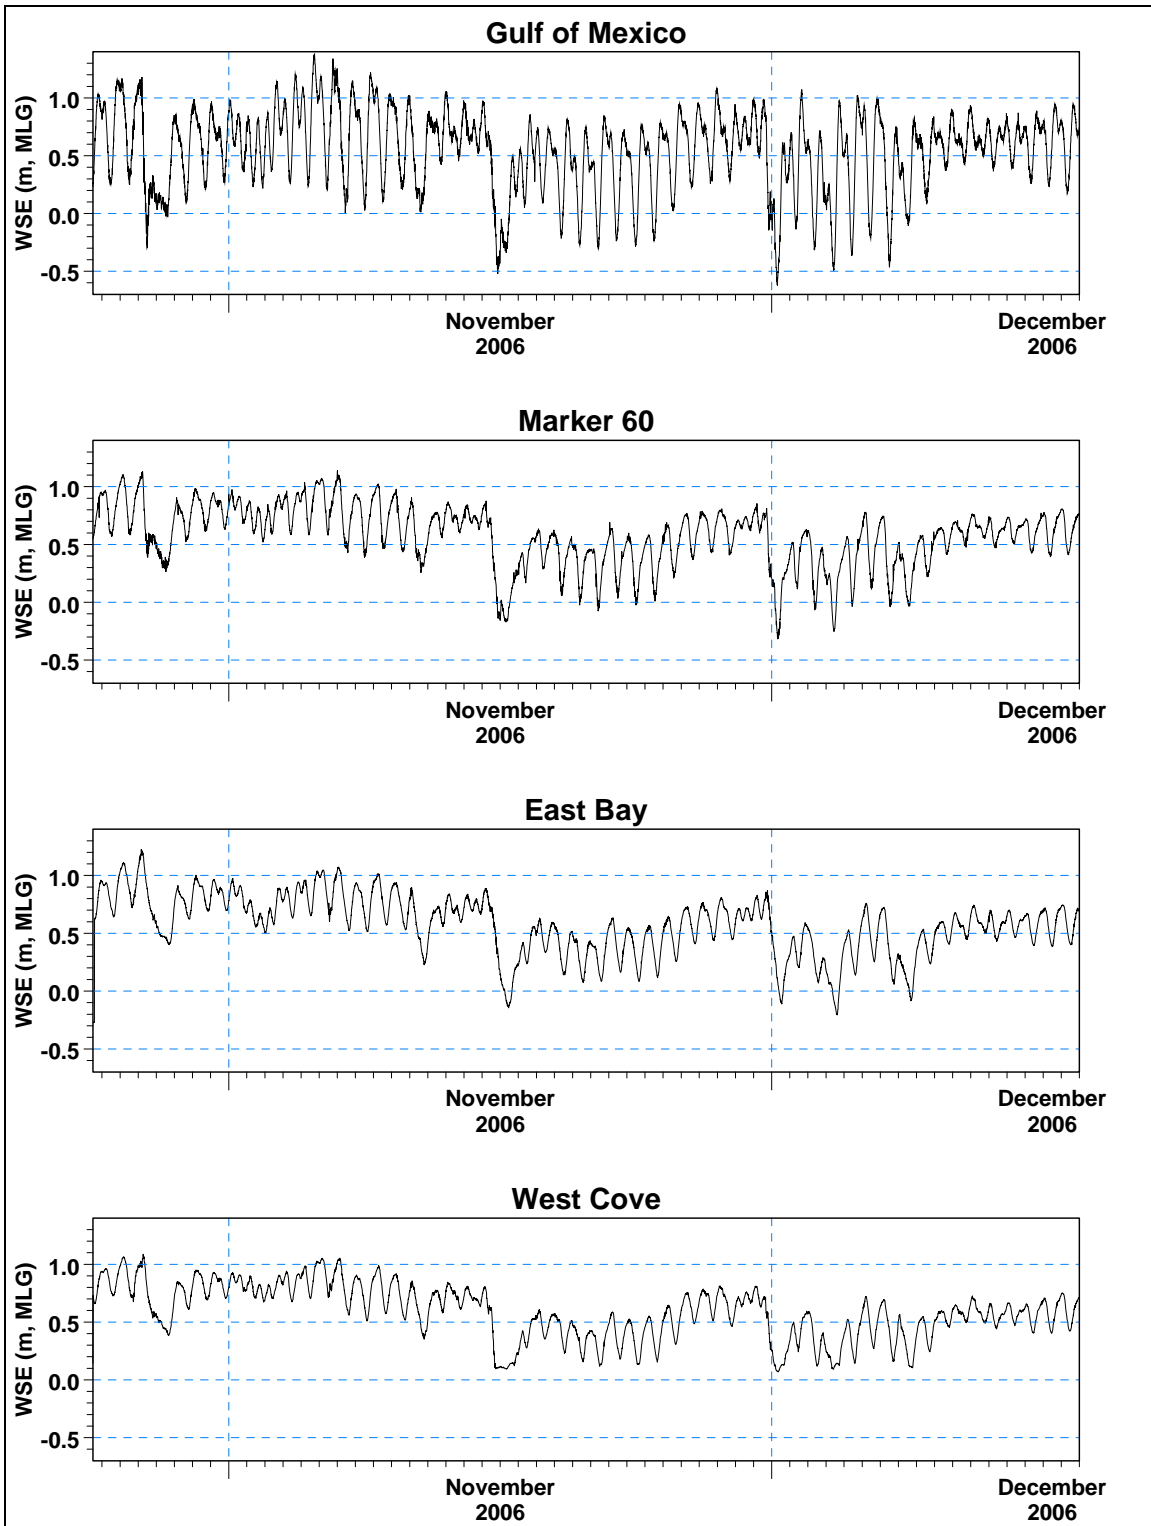 Gulf of Mexico
WSE (m, MLG)
1.0
0.5
0.0
-0.5
November December
2006 2006
Marker 60
WSE (m, MLG)
1.0
0.5
0.0
-0.5
November December
2006 2006
East Bay
WSE (m, MLG)
1.0
0.5
0.0
-0.5
November December
2006 2006
West Cove
WSE (m, MLG)
1.0
0.5
0.0
-0.5
November December
2006 2006